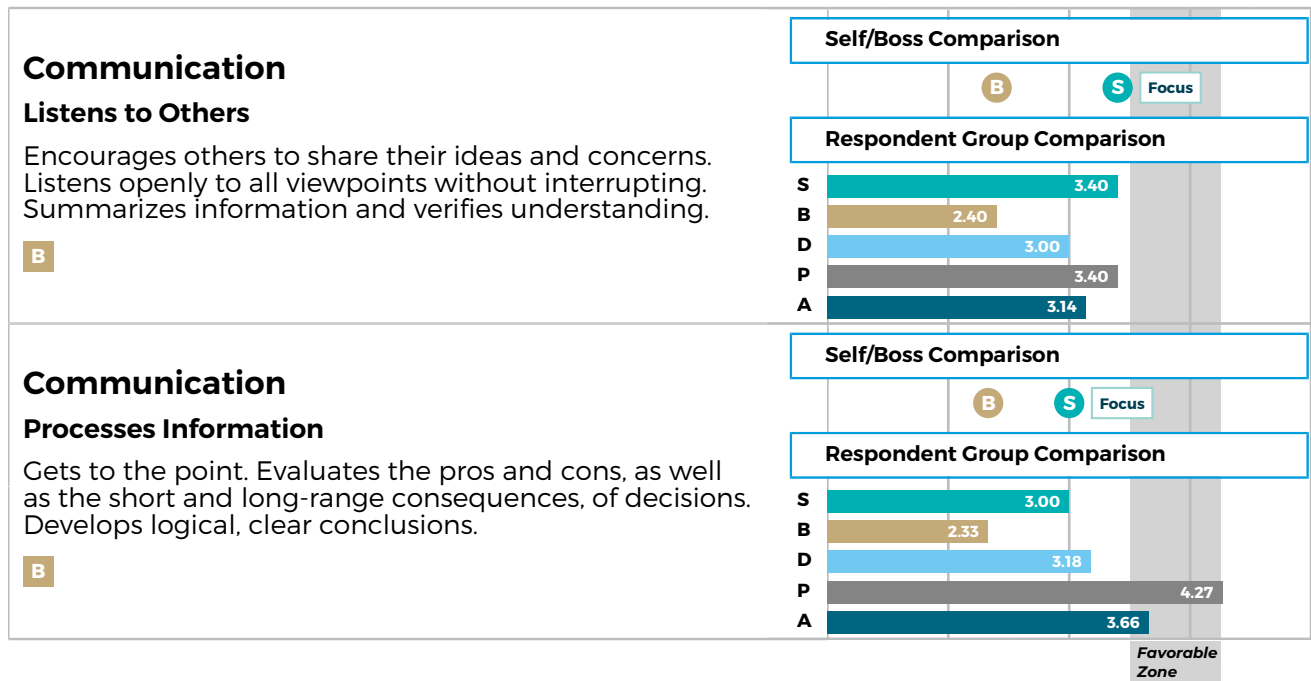 Communication
Listens to Others
Encourages others to share their ideas and concerns.
Listens openly to all viewpoints without interrupting.
Summarizes information and verifies understanding.
B
Self/Boss Comparison
B S Focus
Respondent Group Comparison
S 3.40
B 2.40
D 3.00
P 3.40
A 3.14
Communication
Processes Information
Gets to the point. Evaluates the pros and cons, as well
as the short and long-range consequences, of decisions.
Develops logical, clear conclusions.
B
Self/Boss Comparison
B S Focus
Respondent Group Comparison
S 3.00
B 2.33
D 3.18
P 4.27
A 3.66
Favorable
Zone